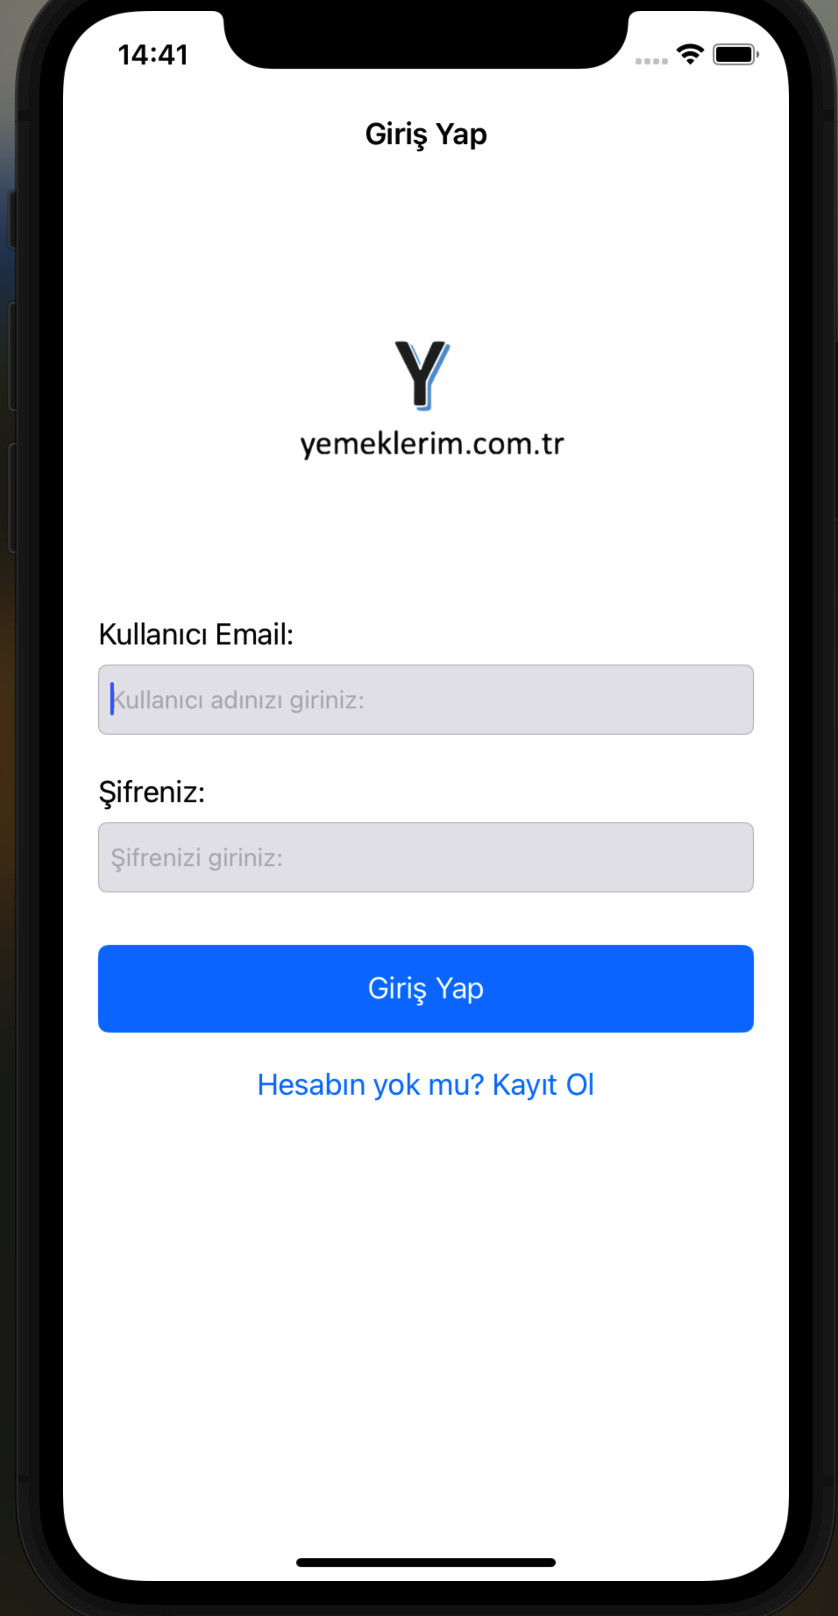 14:41
Giriş Yap
Y
yemeklerim.com.tr
Kullanıcı Email:
Kullanıcı adınızı giriniz:
Şifreniz:
Şifrenizi giriniz:
Giriş Yap
Hesabın yok mu? Kayıt Ol